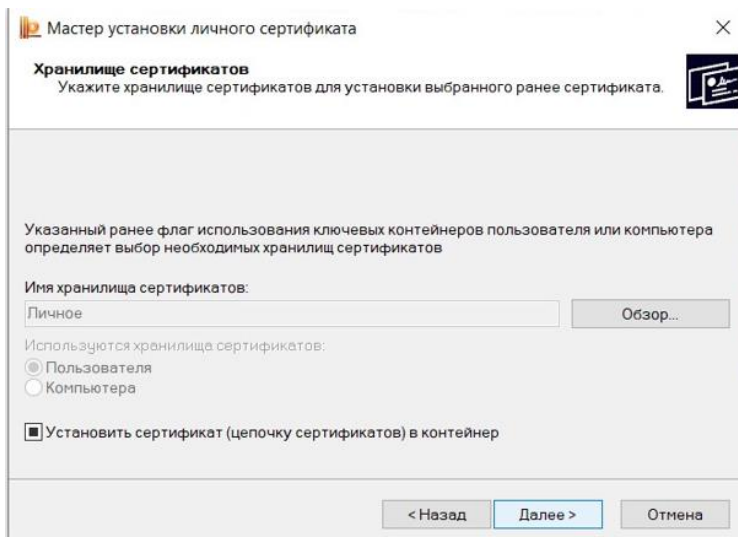 Мастер установки личного сертификата
Хранилище сертификатов
Укажите хранилище сертификатов для установки выбранного ранее сертификата.
Указанный ранее флаг использования ключевых контейнеров пользователя или компьютера
определяет выбор необходимых хранилищ сертификатов
Имя хранилища сертификатов:
Личное
Обзор...
Используются хранилища сертификатов:
Пользователя
Компьютера
Установить сертификат (цепочку сертификатов) в контейнер
< Назад
Далее >
Отмена